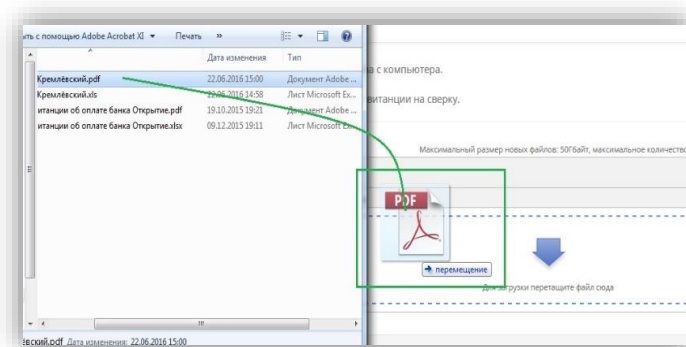 ыть с помощью Adobe Acrobat XI ▾ Печать »
Дата изменения Тип
Кремлёвский.pdf 22.06.2016 15:00 Документ Adobe ...
Кремлёвский.xls 22.06.2016 14:58 Лист Microsoft Ex...
итанции об оплате банка Открытие.pdf 19.10.2015 19:21 Документ Adobe ...
итанции об оплате банка Открытие.xlsx 09.12.2015 19:11 Лист Microsoft Ex...
вский.pdf Дата изменения: 22.06.2016 15:00
на с компьютера.
витанции на сверку.
Максимальный размер новых файлов: 50Гбайт, максимальное количество
PDF
перемещение
Для загрузки перетащите файл сюда